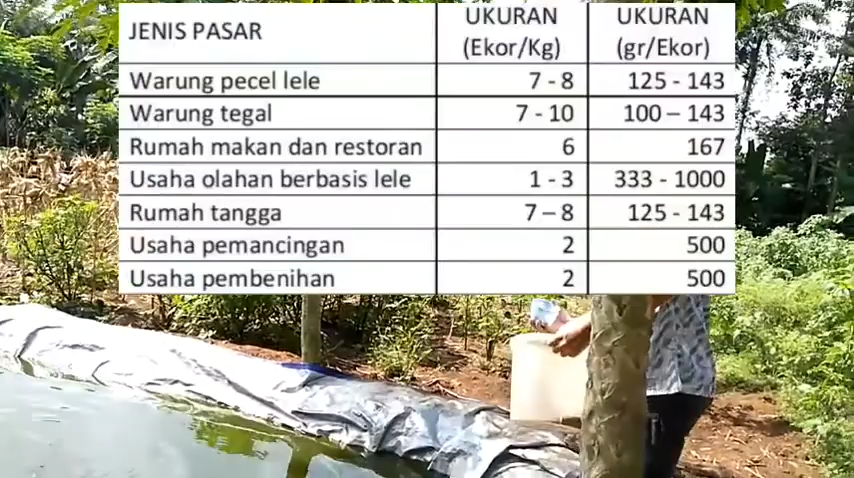 JENIS PASAR UKURAN (Ekor/Kg) UKURAN (gr/Ekor)
Warung pecel lele 7 - 8 125 - 143
Warung tegal 7 - 10 100 – 143
Rumah makan dan restoran 6 167
Usaha olahan berbasis lele 1 - 3 333 - 1000
Rumah tangga 7 – 8 125 - 143
Usaha pemancingan 2 500
Usaha pembenihan 2 500